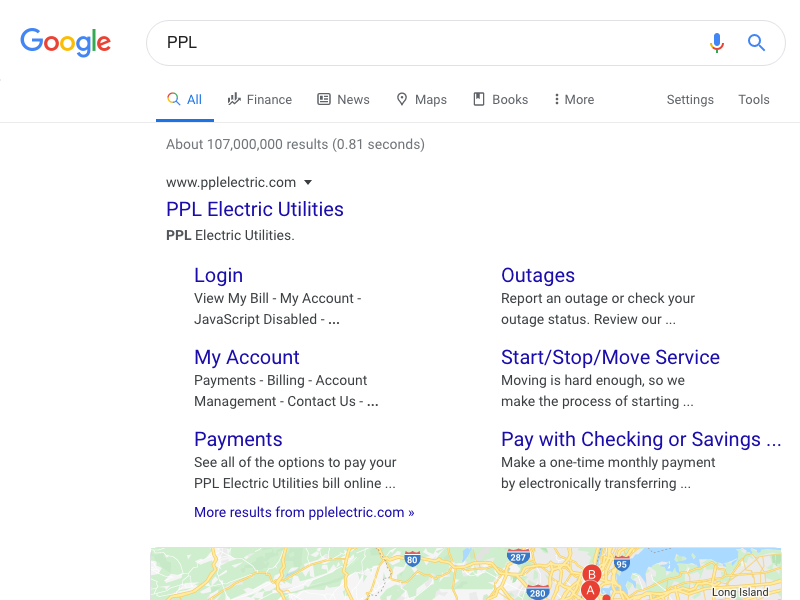 Google
PPL
All
Finance
News
Maps
Books
More
Settings
Tools
About 107,000,000 results (0.81 seconds)
www.pplelectric.com
PPL Electric Utilities
PPL Electric Utilities.
Login
View My Bill - My Account -
JavaScript Disabled - ...
Outages
Report an outage or check your
outage status. Review our ...
My Account
Payments - Billing - Account
Management - Contact Us - ...
Start/Stop/Move Service
Moving is hard enough, so we
make the process of starting ...
Payments
See all of the options to pay your
PPL Electric Utilities bill online ...
Pay with Checking or Savings ...
Make a one-time monthly payment
by electronically transferring ...
More results from pplelectric.com »
80
287
95
B
280
A
Long Island